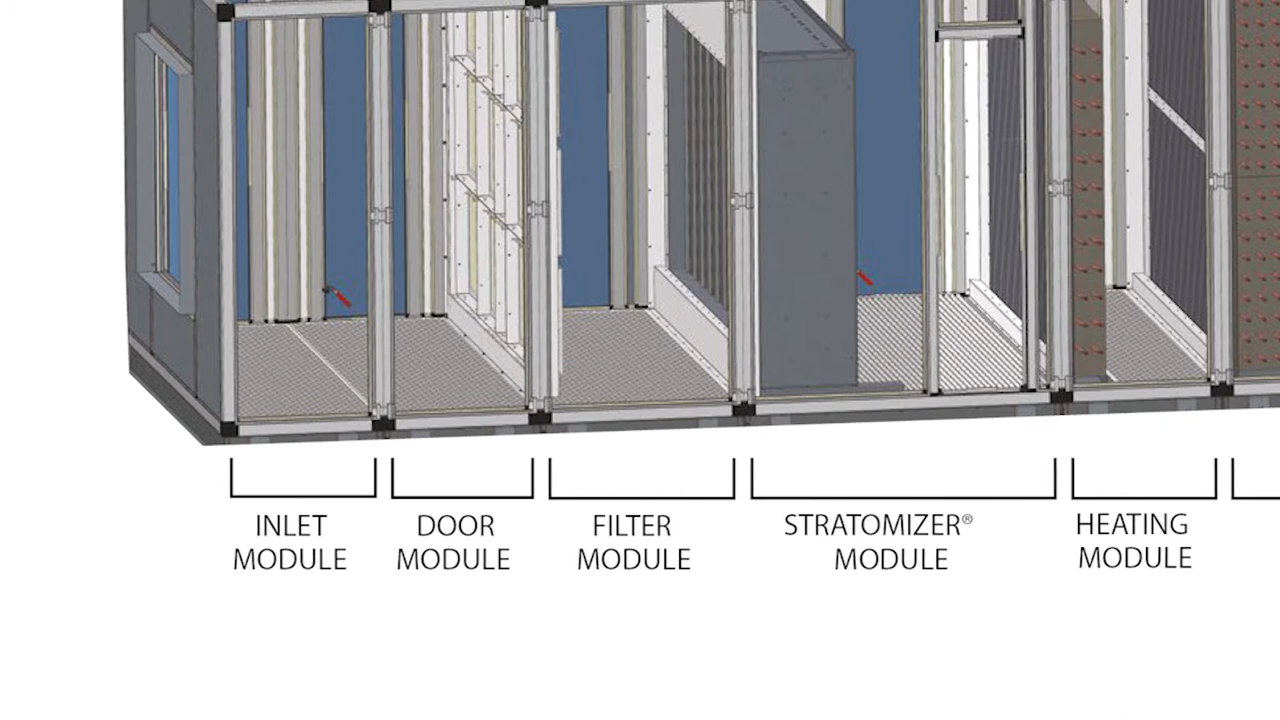 INLET
MODULE
DOOR
MODULE
FILTER
MODULE
STRATOMIZER®
MODULE
HEATING
MODULE